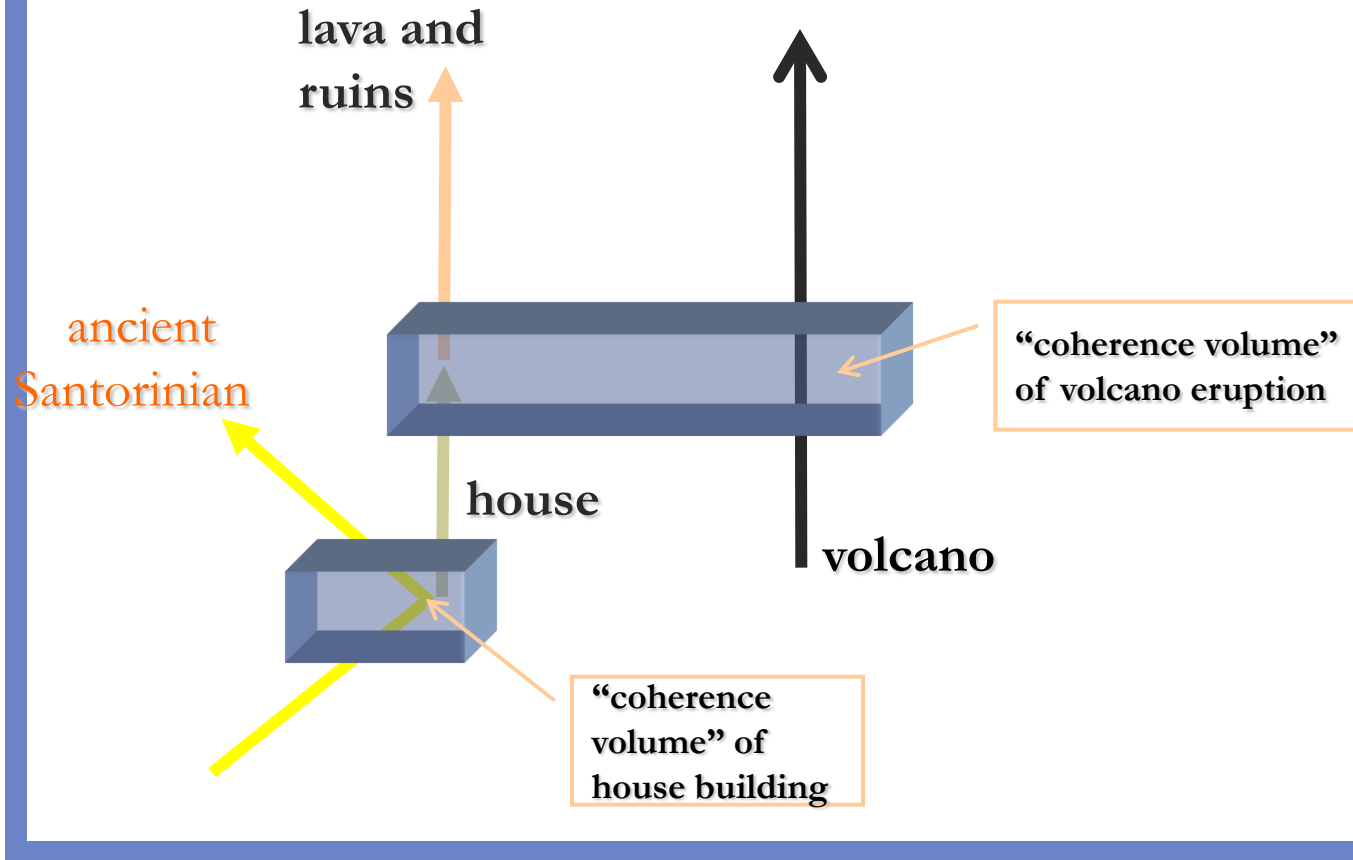 lava and
ruins
ancient
Santorinian
“coherence volume”
of volcano eruption
house
volcano
“coherence
volume” of
house building